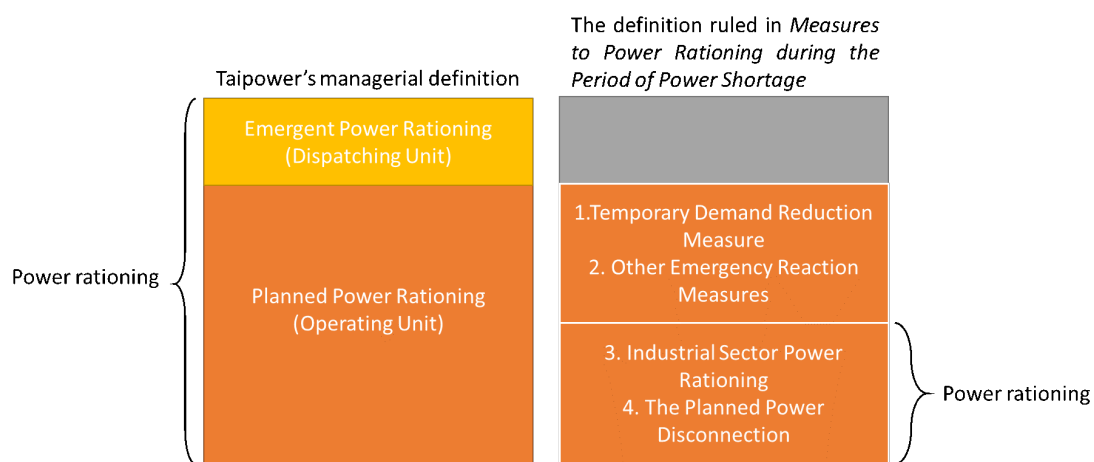 The definition ruled in Measures
to Power Rationing during the
Period of Power Shortage
Taipower's managerial definition
Emergent Power Rationing
(Dispatching Unit)
Power rationing
Planned Power Rationing
(Operating Unit)
1.Temporary Demand Reduction
Measure
2. Other Emergency Reaction
Measures
3. Industrial Sector Power
Rationing
4. The Planned Power
Disconnection
Power rationing